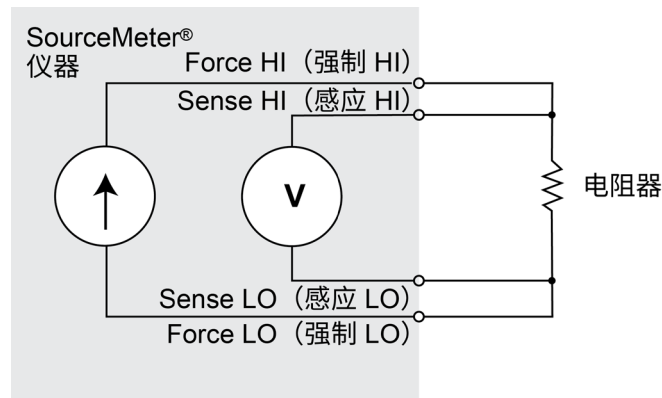 SourceMeter®
仪器
Force HI（强制 HI）
Sense HI（感应 HI）
V
电阻器
Sense LO（感应 LO）
Force LO（强制 LO）